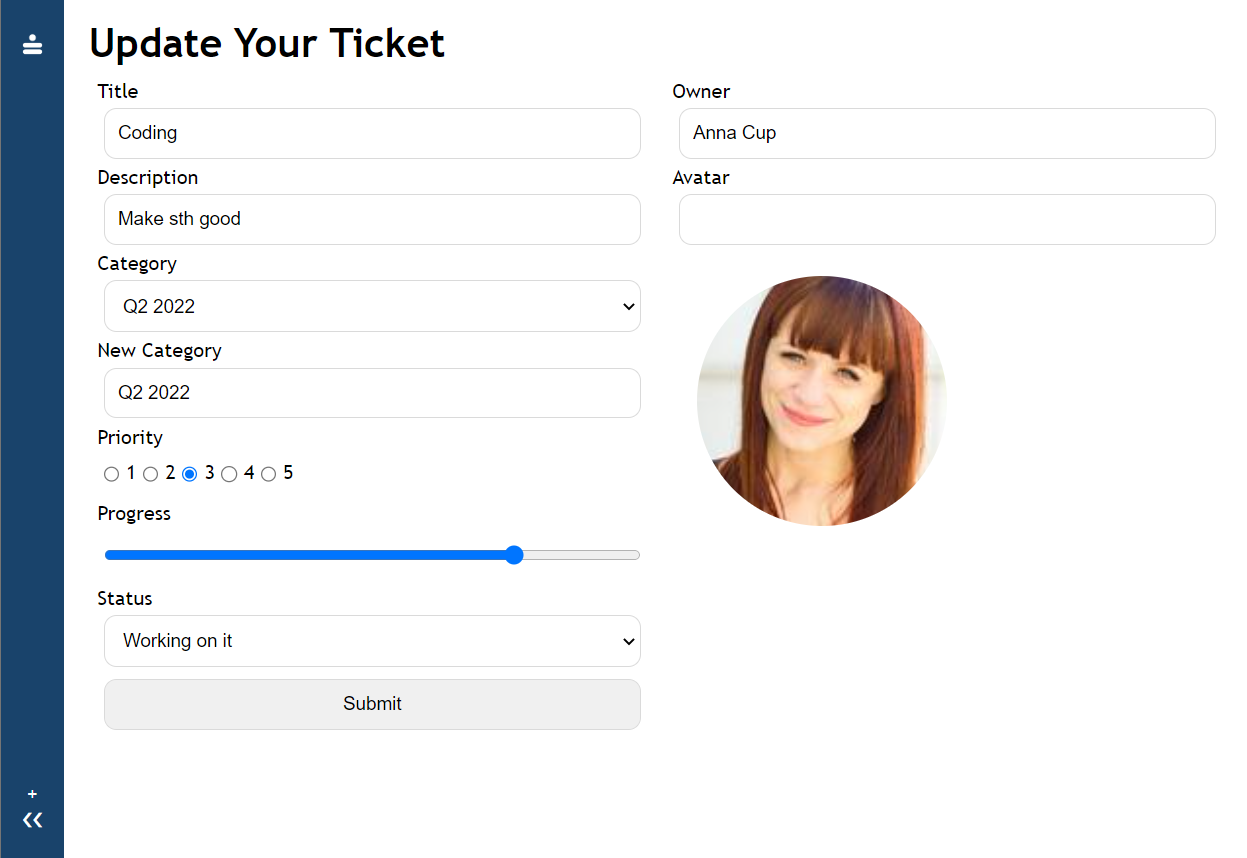 Update Your Ticket
Title
Coding
Description
Make sth good
Category
Q2 2022
New Category
Q2 2022
Priority
1 2 3 4 5
Progress
Status
Working on it
Submit
Owner
Anna Cup
Avatar
+
«